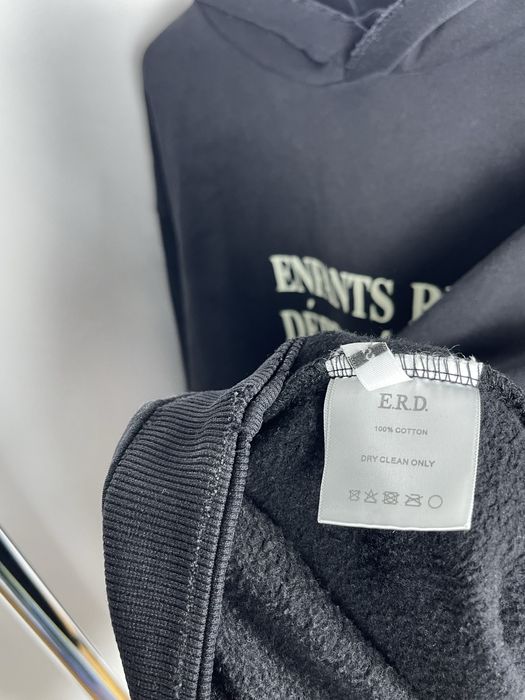 ENFANTS R
E.R.D.
100% COTTON
DRY CLEAN ONLY